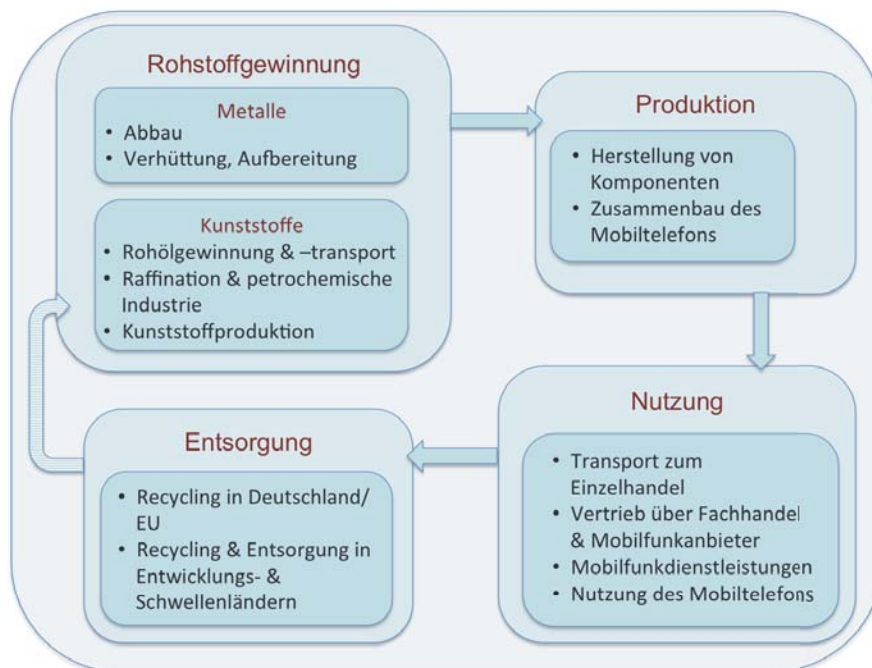 Rohstoffgewinnung
Metalle
• Abbau
• Verhüttung, Aufbereitung
Kunststoffe
• Rohölgewinnung & –transport
• Raffination & petrochemische
Industrie
• Kunststoffproduktion
Produktion
• Herstellung von
Komponenten
• Zusammenbau des
Mobiltelefons
Nutzung
• Transport zum
Einzelhandel
• Vertrieb über Fachhandel
& Mobilfunkanbieter
• Mobilfunkdienstleistungen
• Nutzung des Mobiltelefons
Entsorgung
• Recycling in Deutschland/
EU
• Recycling & Entsorgung in
Entwicklungs- &
Schwellenländern